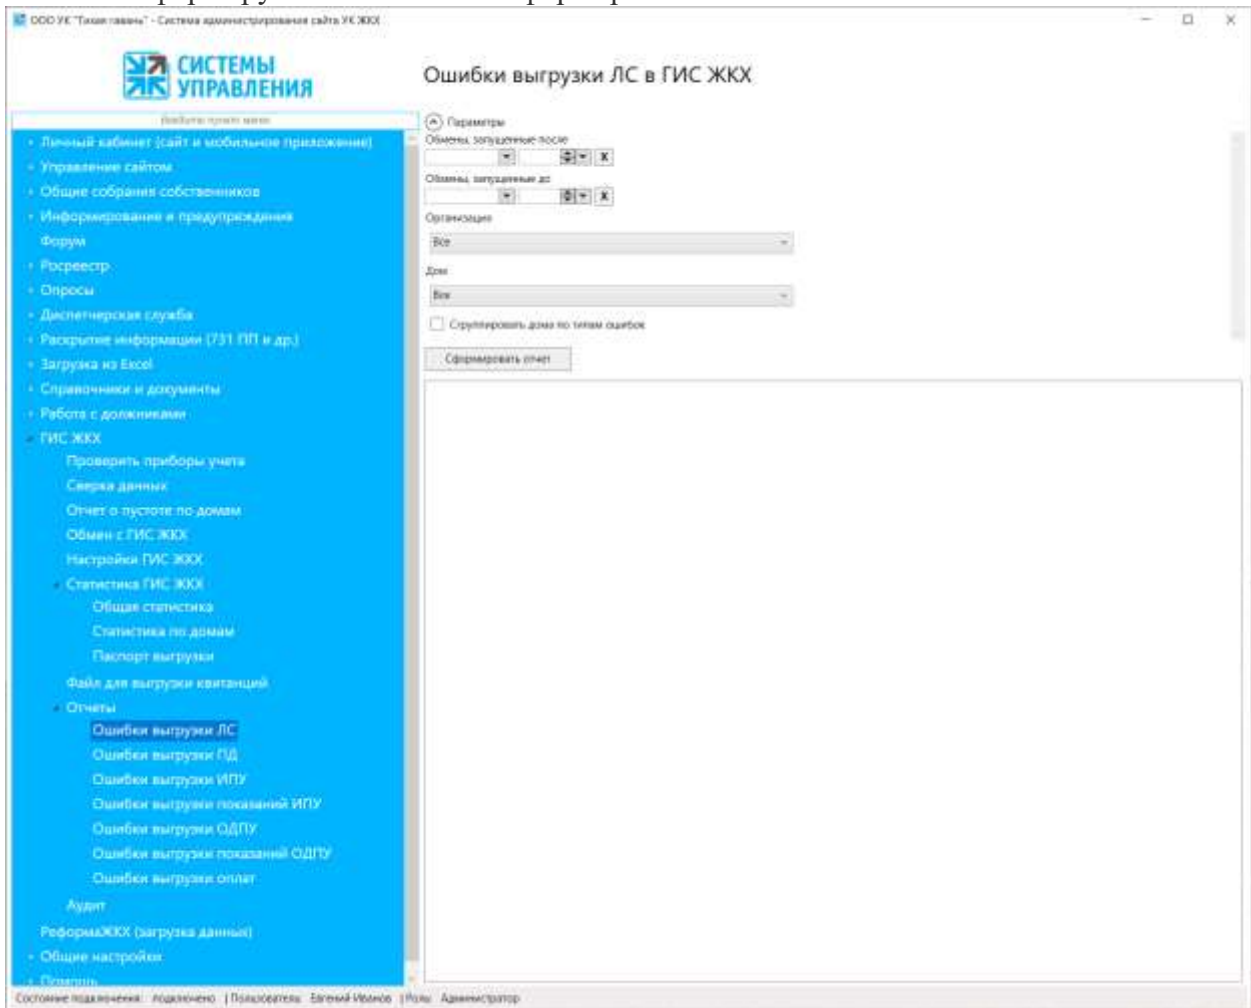 ООО УК "Тихая гавань" - Система администрирования сайта УК ЖКХ
СИСТЕМЫ
УПРАВЛЕНИЯ
Ошибки выгрузки ЛС в ГИС ЖКХ
Введите пункт меню
Личный кабинет (сайт и мобильное приложение)
Управление сайтом
Общие собрания собственников
Информирование и предупреждения
Форум
Росреестр
Опросы
Диспетчерская служба
Раскрытие информации (731 ПП и др.)
Загрузка из Excel
Справочники и документы
Работа с должниками
ГИС ЖКХ
Проверить приборы учета
Сверка данных
Отчет о пустоте по домам
Обмен с ГИС ЖКХ
Настройки ГИС ЖКХ
Статистика ГИС ЖКХ
Общая статистика
Статистика по домам
Паспорт выгрузки
Файл для выгрузки квитанций
Отчеты
Ошибки выгрузки ЛС
Ошибки выгрузки ПД
Ошибки выгрузки ИПУ
Ошибки выгрузки показаний ИПУ
Ошибки выгрузки ОДПУ
Ошибки выгрузки показаний ОДПУ
Ошибки выгрузки оплат
Аудит
РеформаЖКХ (загрузка данных)
Общие настройки
Помощь
Параметры
Обмены, запущенные после
X
Обмены, запущенные до
X
Организация
Все
Дом
Все
Сгруппировать дома по типам ошибок
Сформировать отчет
Состояние подключения: подключено | Пользователь: Евгений Иванов | Роль: Администратор